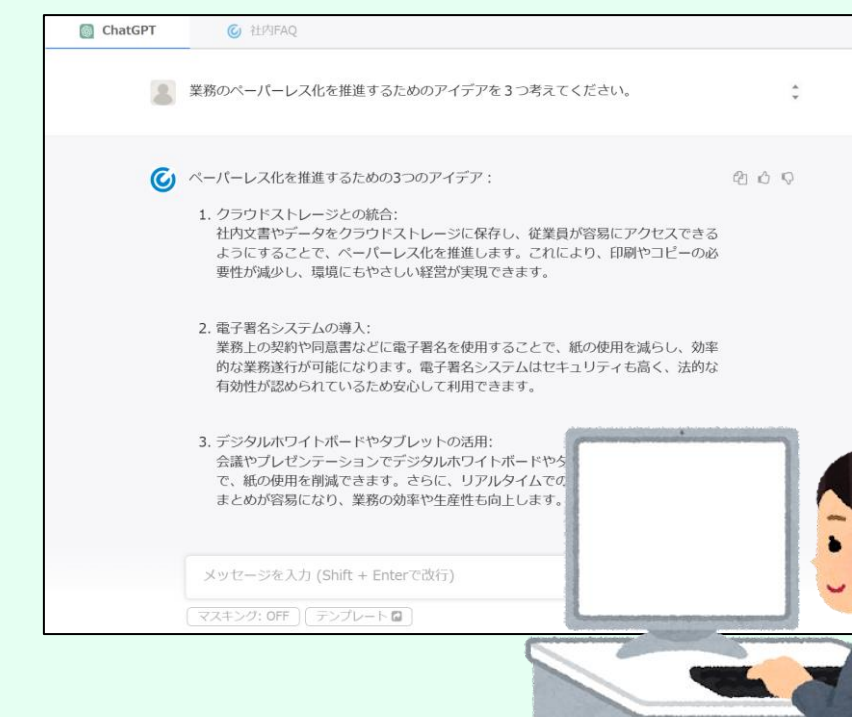 ChatGPT
社内FAQ
業務のペーパーレス化を推進するためのアイデアを３つ考えてください。
ペーパーレス化を推進するための3つのアイデア：
1. クラウドストレージとの統合:
社内文書やデータをクラウドストレージに保存し、従業員が容易にアクセスできる
ようにすることで、ペーパーレス化を推進します。これにより、印刷やコピーの必
要性が減少し、環境にもやさしい経営が実現できます。
2. 電子署名システムの導入:
業務上の契約や同意書などに電子署名を使用することで、紙の使用を減らし、効率
的な業務遂行が可能になります。電子署名システムはセキュリティも高く、法的な
有効性が認められているため安心して利用できます。
3. デジタルホワイトボードやタブレットの活用:
会議やプレゼンテーションでデジタルホワイトボードや
で、紙の使用を削減できます。さらに、リアルタイムでの
まとめが容易になり、業務の効率や生産性も向上します。
メッセージを入力 (Shift + Enterで改行)
マスキング: OFF
テンプレート